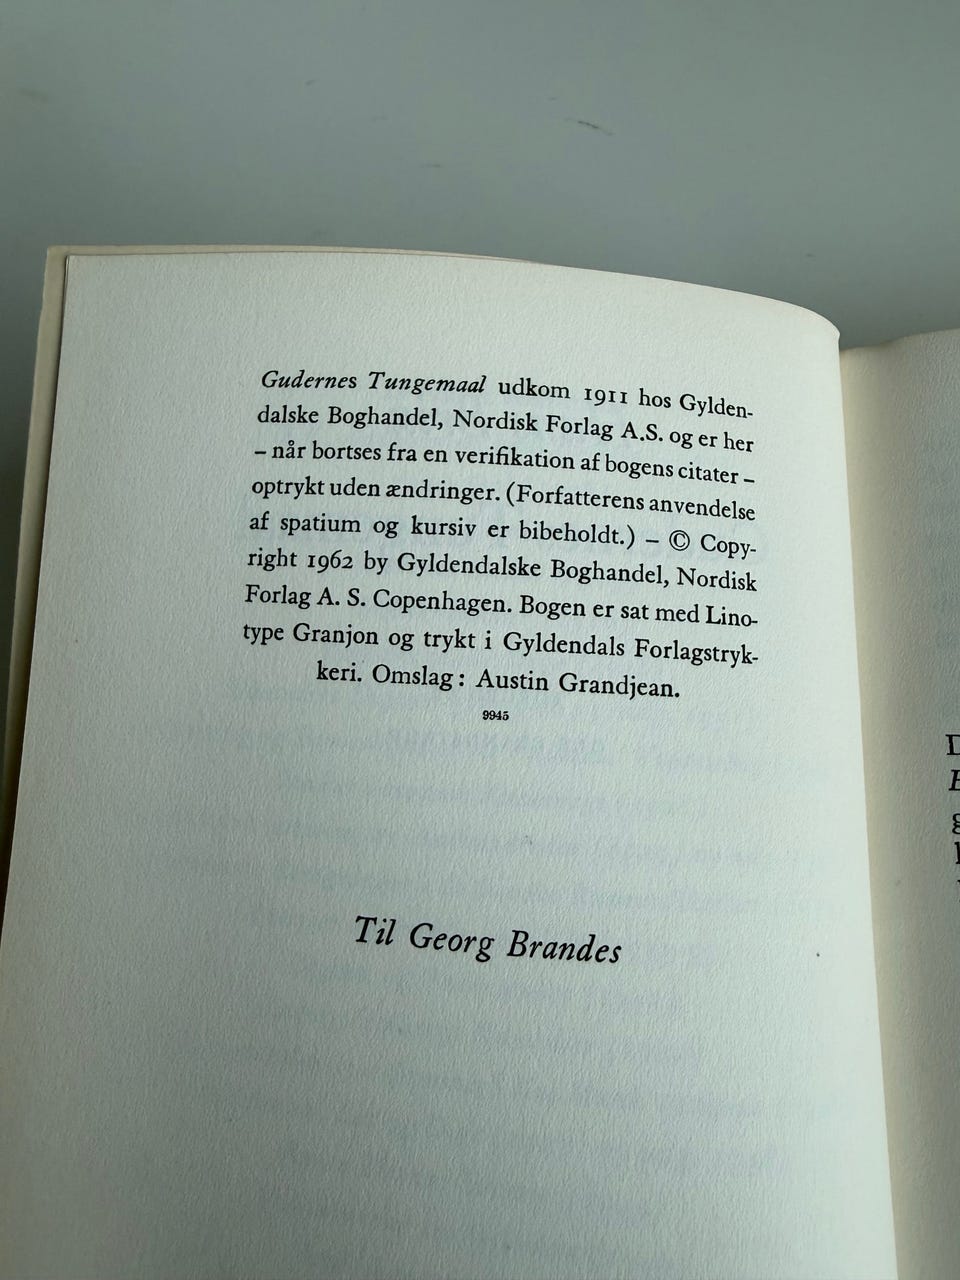 Gudernes Tungemaal udkom 1911 hos Gylden-
dalske Boghandel, Nordisk Forlag A.S. og er her
– når bortses fra en verifikation af bogens citater –
optrykt uden ændringer. (Forfatterens anvendelse
af spatium og kursiv er bibeholdt.) – © Copy-
right 1962 by Gyldendalske Boghandel, Nordisk
Forlag A. S. Copenhagen. Bogen er sat med Lino-
type Granjon og trykt i Gyldendals Forlagstryk-
keri. Omslag: Austin Grandjean.
9945
Til Georg Brandes